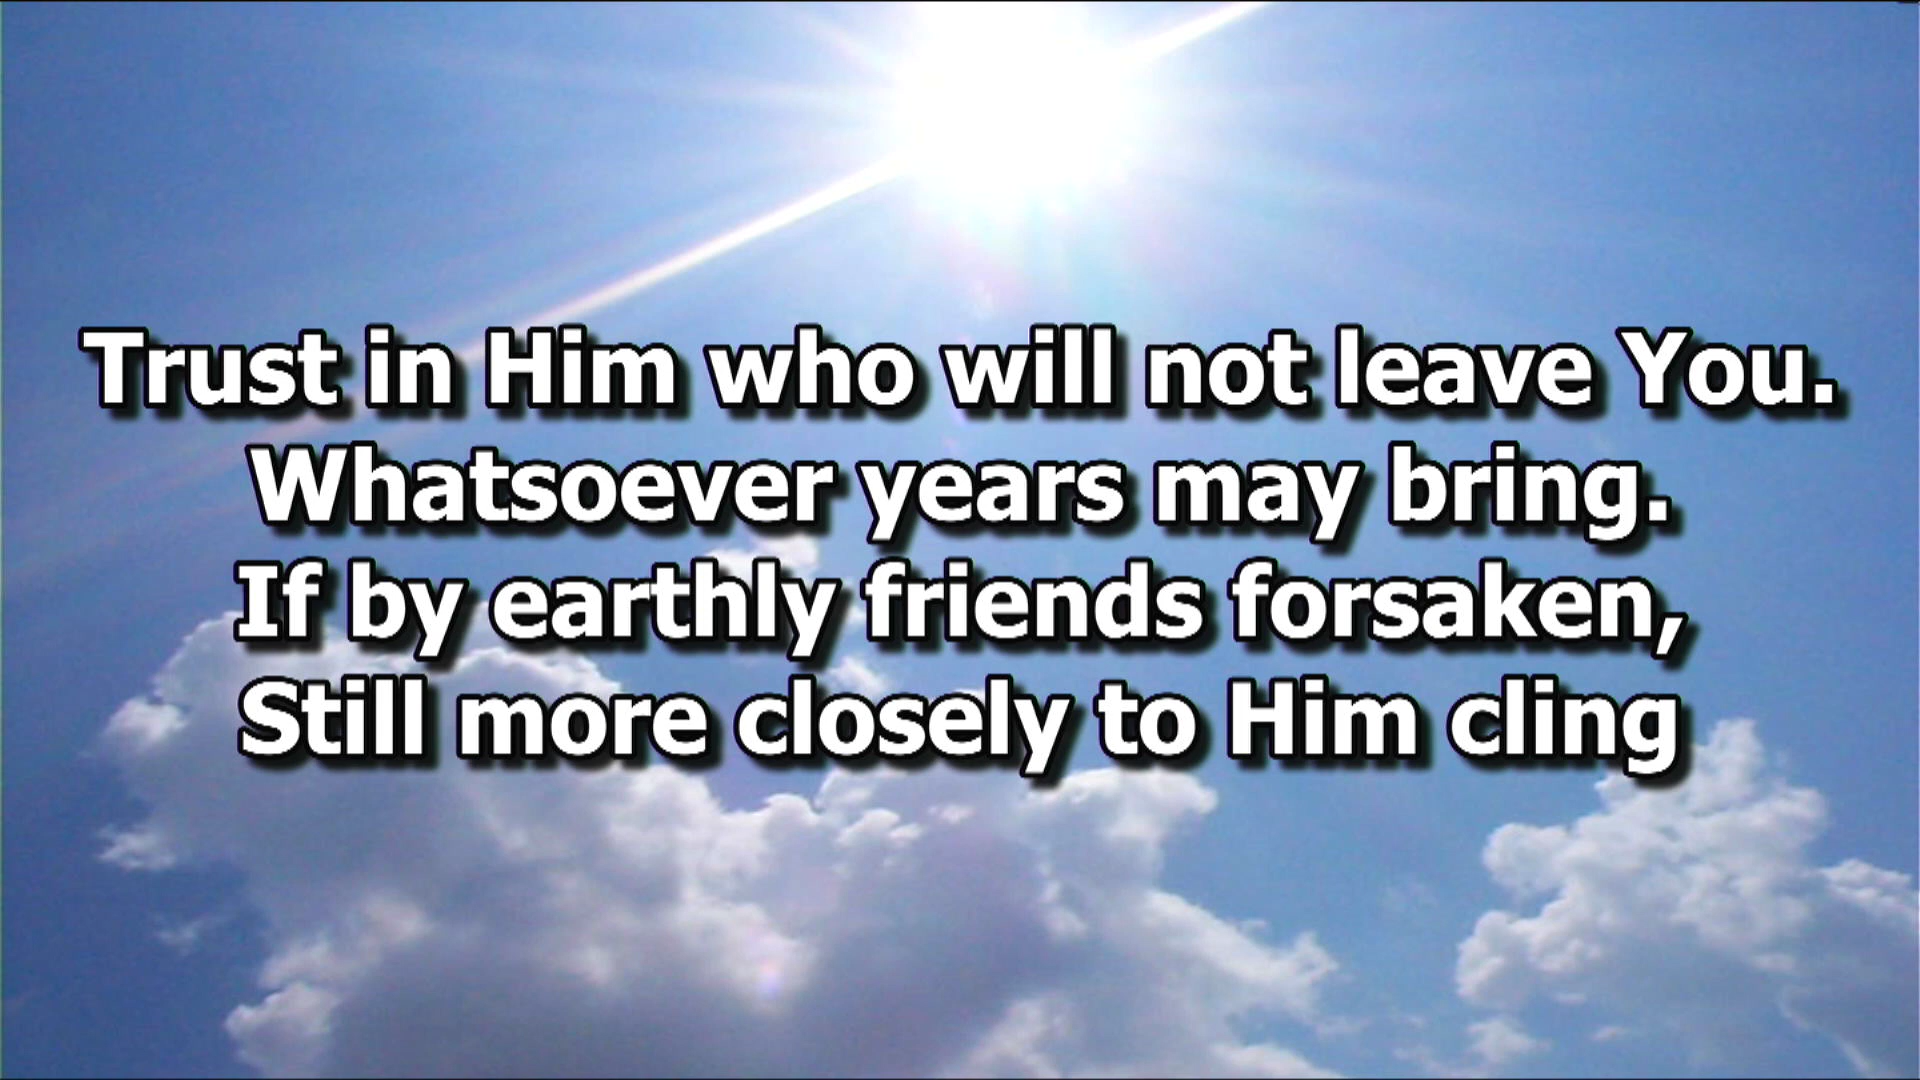 Trust in Him who will not leave You.
Whatsoever years may bring.
If by earthly friends forsaken,
Still more closely to Him cling